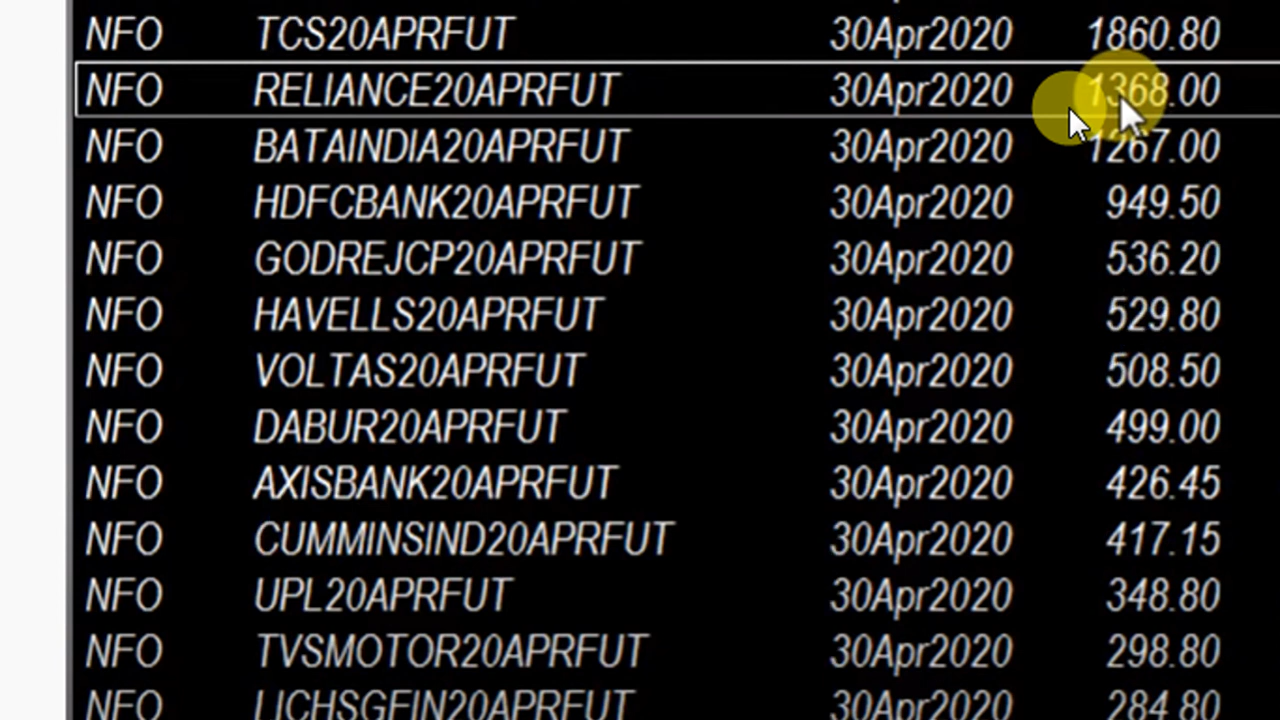 NFO TCS20APRFUT 30Apr2020 1860.80
NFO RELIANCE20APRFUT 30Apr2020 1368.00
NFO BATAINDIA20APRFUT 30Apr2020 1267.00
NFO HDFCBANK20APRFUT 30Apr2020 949.50
NFO GODREJCP20APRFUT 30Apr2020 536.20
NFO HAVELLS20APRFUT 30Apr2020 529.80
NFO VOLTAS20APRFUT 30Apr2020 508.50
NFO DABUR20APRFUT 30Apr2020 499.00
NFO AXISBANK20APRFUT 30Apr2020 426.45
NFO CUMMINSIND20APRFUT 30Apr2020 417.15
NFO UPL20APRFUT 30Apr2020 348.80
NFO TVSMOTOR20APRFUT 30Apr2020 298.80
NFO LICHSGFIN20APRFUT 30Apr2020 284.80